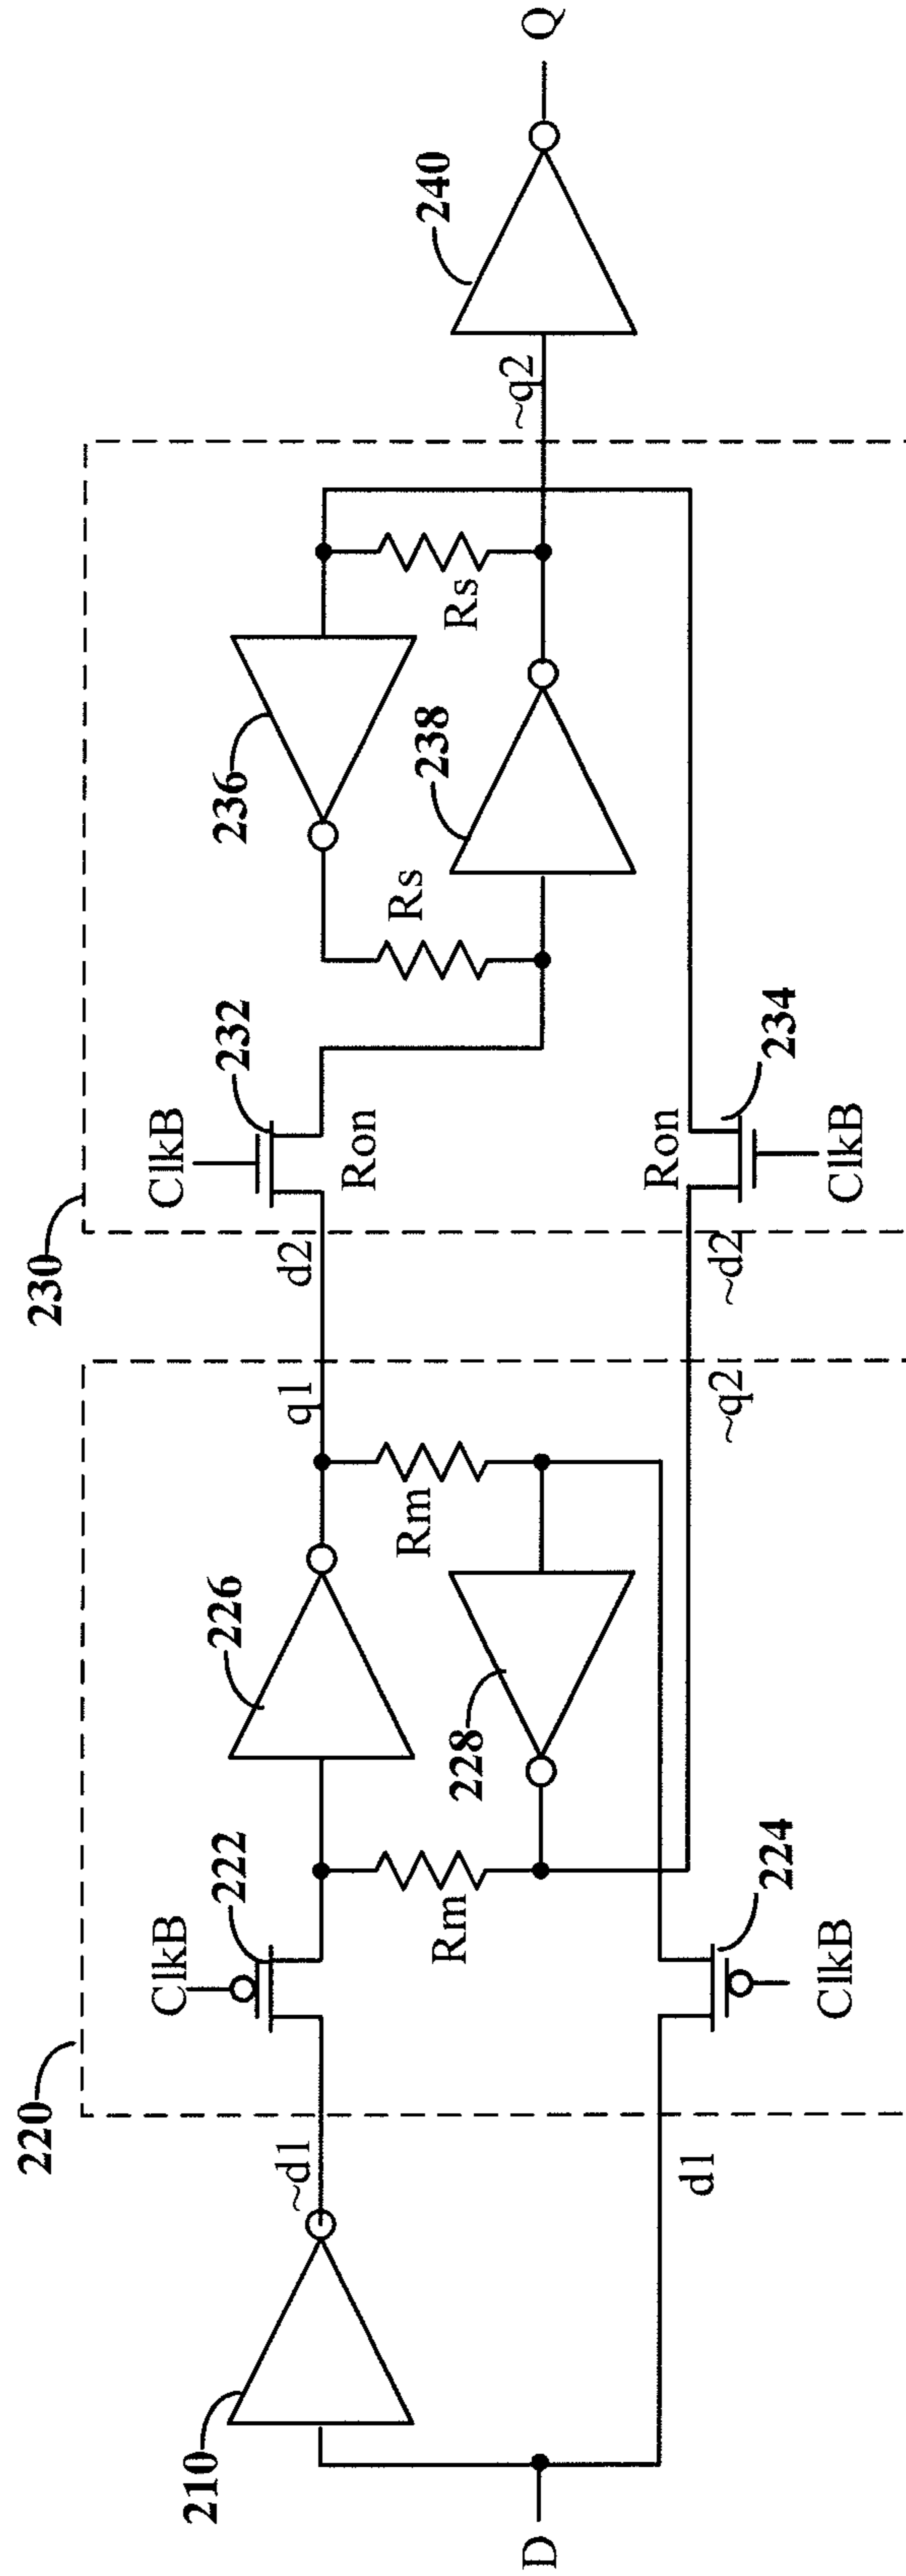 220
230
ClkB
222
226
q1
d2
ClkB
232
Ron
236
Rs
Rs
238
~q2
240
Q
210
~d1
D
d1
Rm
228
Rm
224
ClkB
~q2
~d2
Ron
234
ClkB